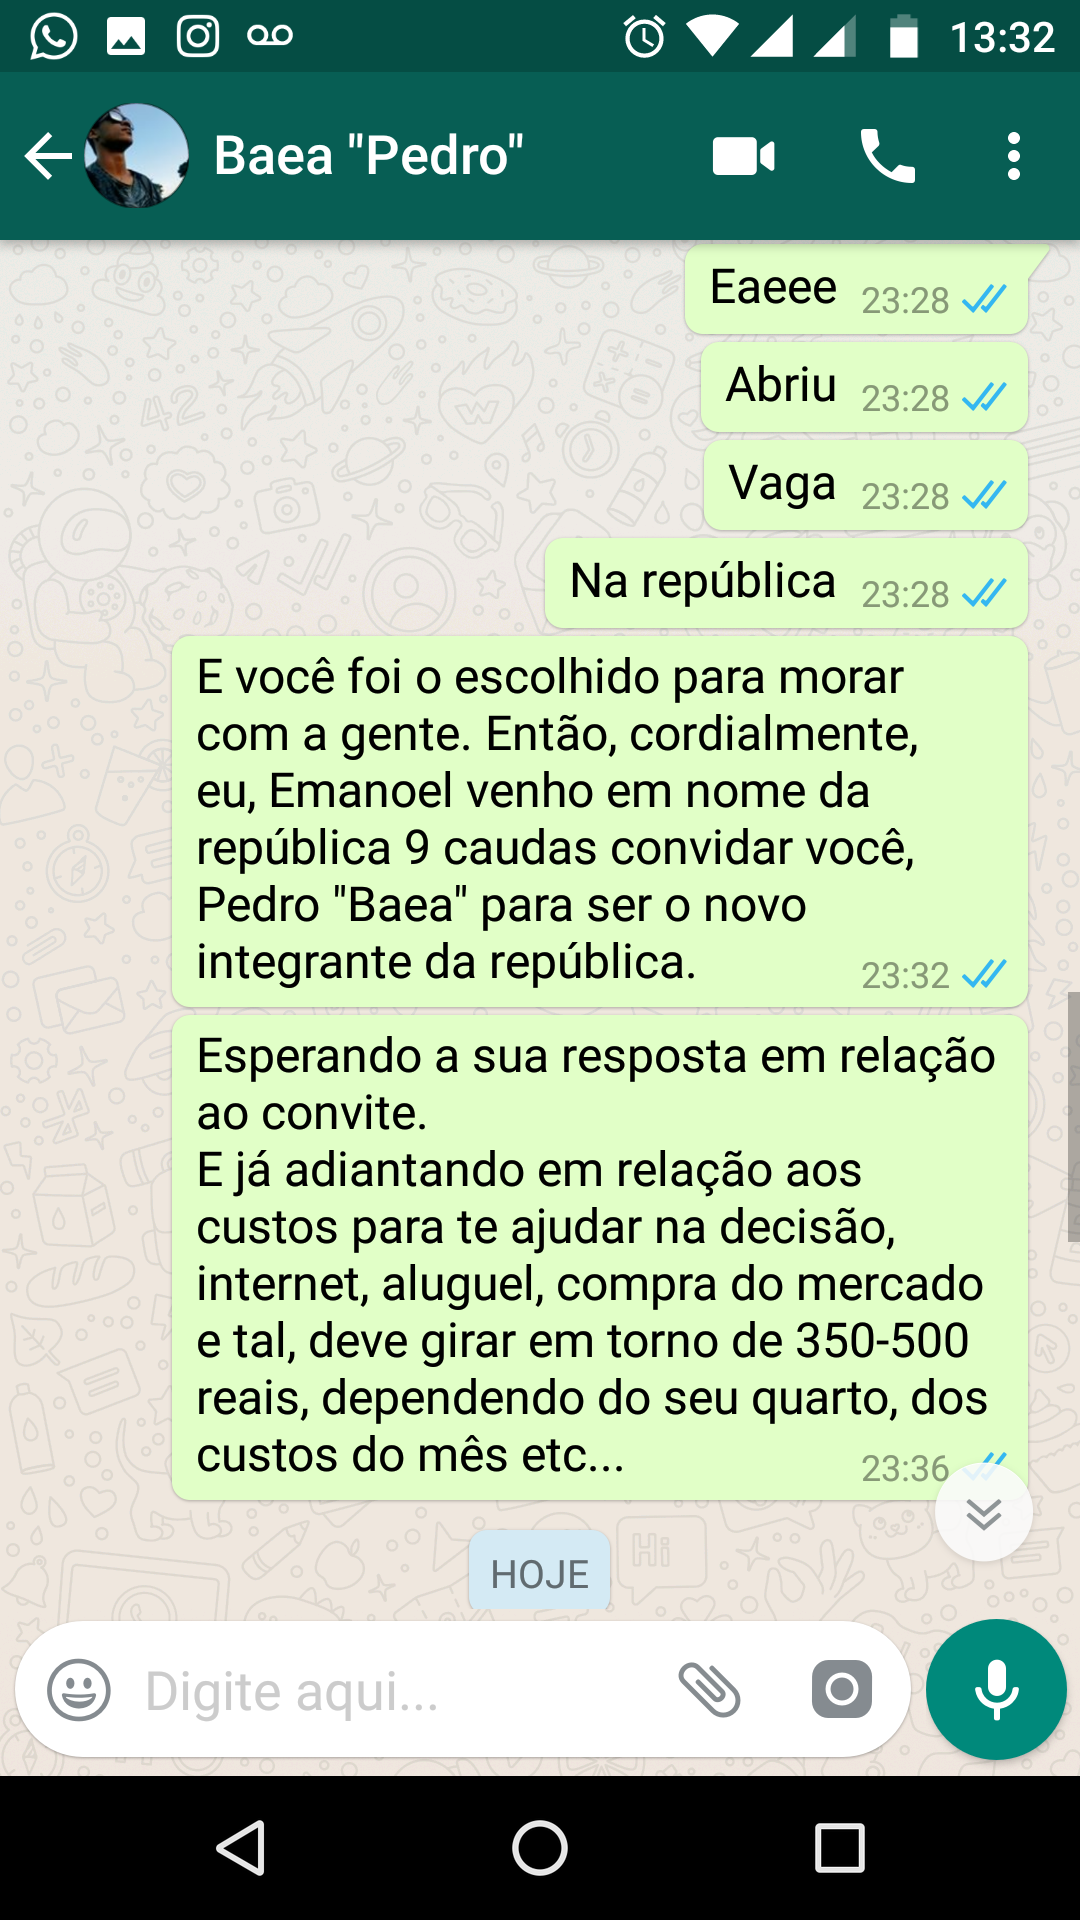 13:32
Baea "Pedro"
Eaeee 23:28
Abriu 23:28
Vaga 23:28
Na república 23:28
E você foi o escolhido para morar
com a gente. Então, cordialmente,
eu, Emanoel venho em nome da
república 9 caudas convidar você,
Pedro "Baea" para ser o novo
integrante da república. 23:32
Esperando a sua resposta em relação
ao convite.
E já adiantando em relação aos
custos para te ajudar na decisão,
internet, aluguel, compra do mercado
e tal, deve girar em torno de 350-500
reais, dependendo do seu quarto, dos
custos do mês etc... 23:36
HOJE
Digite aqui...